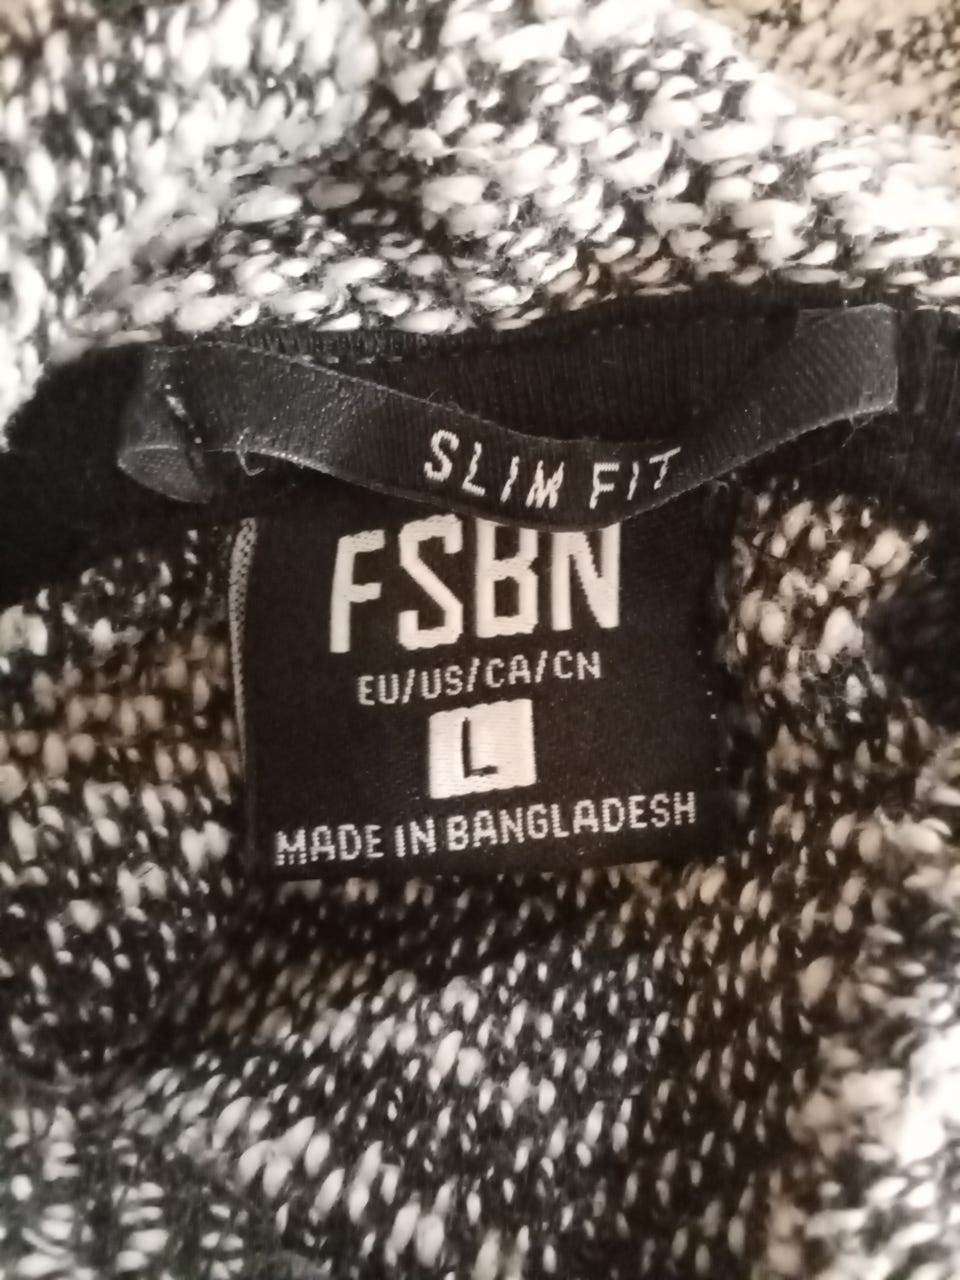 SLIM FIT
FSBN
EU/US/CA/CN
L
MADE IN BANGLADESH